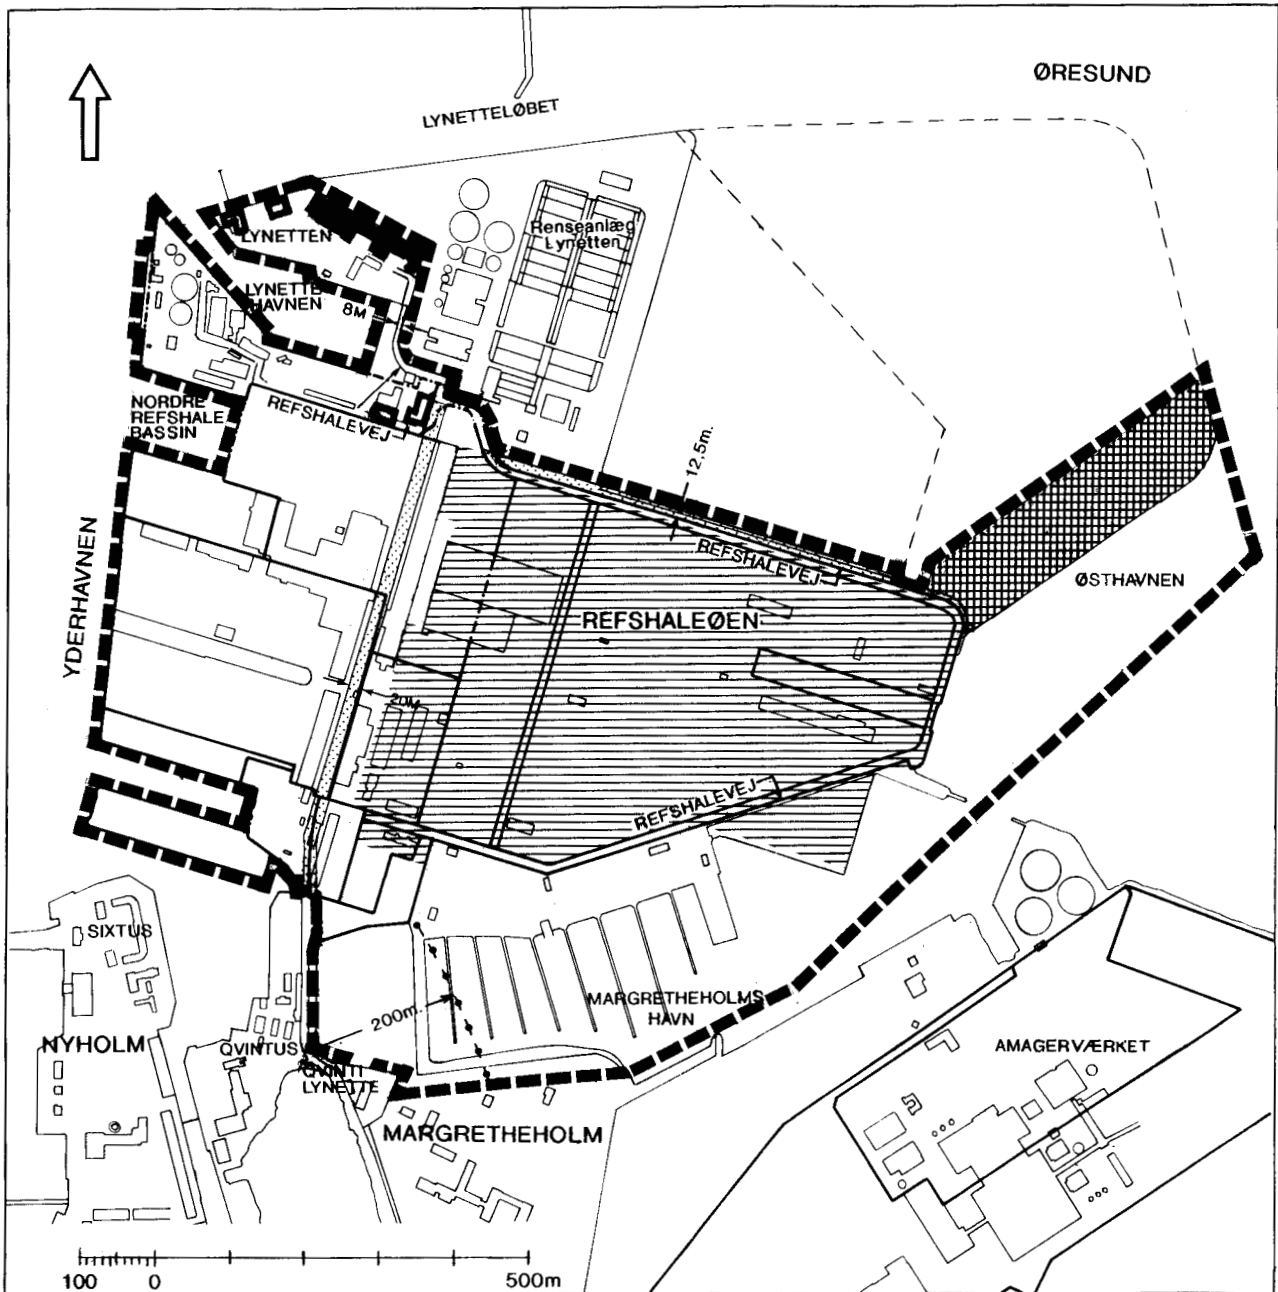 ØRESUND
LYNETTELØBET
Renseanlæg
Lynetten
LYNETTEN
LYNETTE
HAVNEN
8M
NORDRE
REFSHALE
BASSIN
REFSHALEVEJ
12,5m.
REFSHALEVEJ
ØSTHAVNEN
YDERHAVNEN
REFSHALEØEN
20M
REFSHALEVEJ
SIXTUS
MARGRETHEHOLMS
HAVN
200m.
NYHOLM
QVINTUS
QVINTI
LYNETTE
AMAGERVÆRKET
MARGRETHEHOLM
100 0 500m